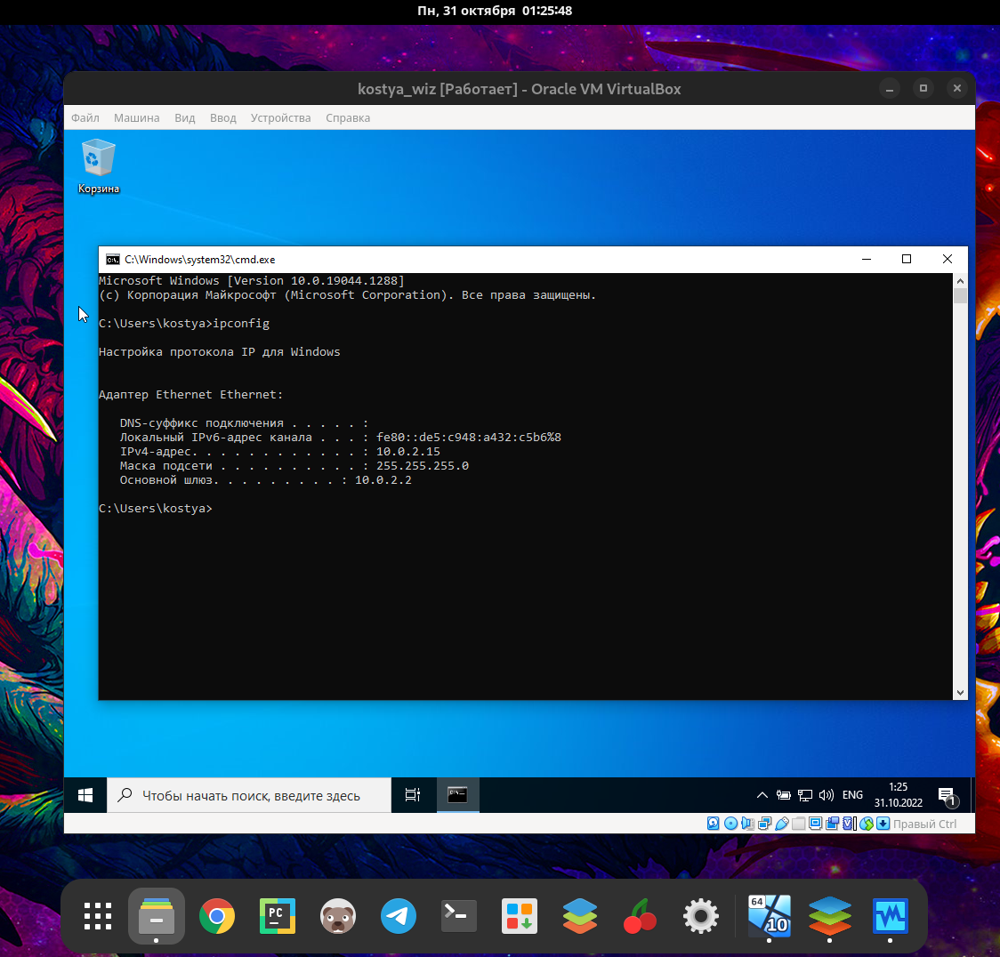 Пн, 31 октября 01:25:48
kostya_wiz [Работает] - Oracle VM VirtualBox
Файл Машина Вид Ввод Устройства Справка
Корзина
C:\Windows\system32\cmd.exe
Microsoft Windows [Version 10.0.19044.1288]
(c) Корпорация Майкрософт (Microsoft Corporation). Все права защищены.
C:\Users\kostya>ipconfig
Настройка протокола IP для Windows
Адаптер Ethernet Ethernet:
DNS-суффикс подключения . . . . . :
Локальный IPv6-адрес канала . . . : fe80::de5:c948:a432:c5b6%8
IPv4-адрес. . . . . . . . . . . . : 10.0.2.15
Маска подсети . . . . . . . . . . : 255.255.255.0
Основной шлюз. . . . . . . . . : 10.0.2.2
C:\Users\kostya>
Чтобы начать поиск, введите здесь
ENG
1:25
31.10.2022
1
Правый Ctrl
PC
64
10